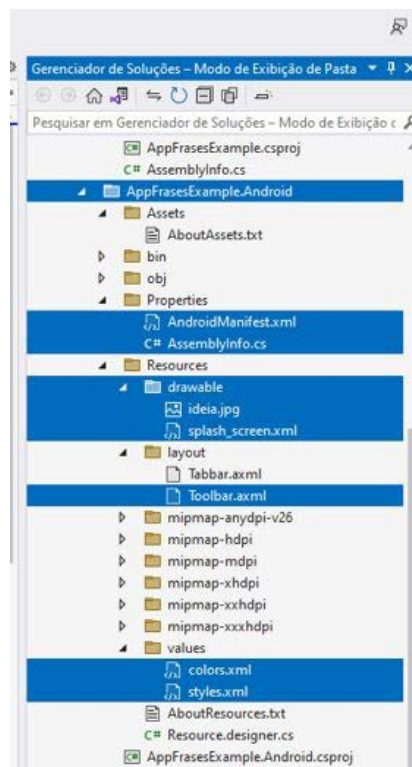 Gerenciador de Soluções – Modo de Exibição de Pasta
Pesquisar em Gerenciador de Soluções – Modo de Exibição
AppFrasesExample.csproj
C# AssemblyInfo.cs
AppFrasesExample.Android
Assets
AboutAssets.txt
bin
obj
Properties
AndroidManifest.xml
C# AssemblyInfo.cs
Resources
drawable
ideia.jpg
splash_screen.xml
layout
Tabbar.axml
Toolbar.axml
mipmap-anydpi-v26
mipmap-hdpi
mipmap-mdpi
mipmap-xhdpi
mipmap-xxhdpi
mipmap-xxxhdpi
values
colors.xml
styles.xml
AboutResources.txt
C# Resource.designer.cs
AppFrasesExample.Android.csproj